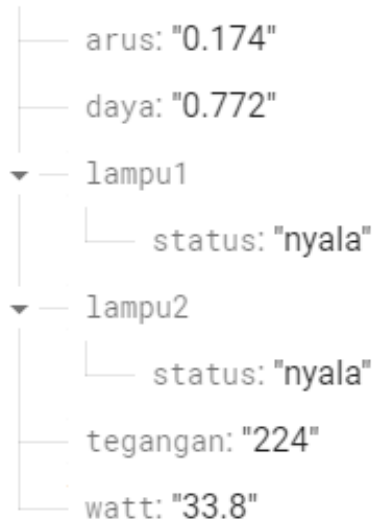 arus: "0.174"
daya: "0.772"
lampu1
status: "nyala"
lampu2
status: "nyala"
tegangan: "224"
watt: "33.8"